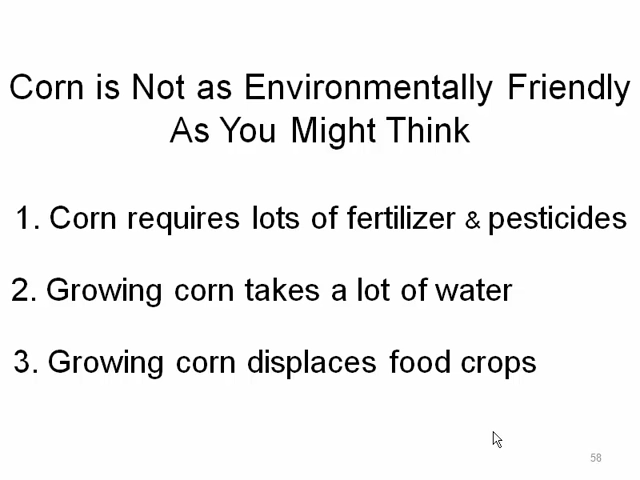 Corn is Not as Environmentally Friendly
As You Might Think
1. Corn requires lots of fertilizer & pesticides
2. Growing corn takes a lot of water
3. Growing corn displaces food crops
58